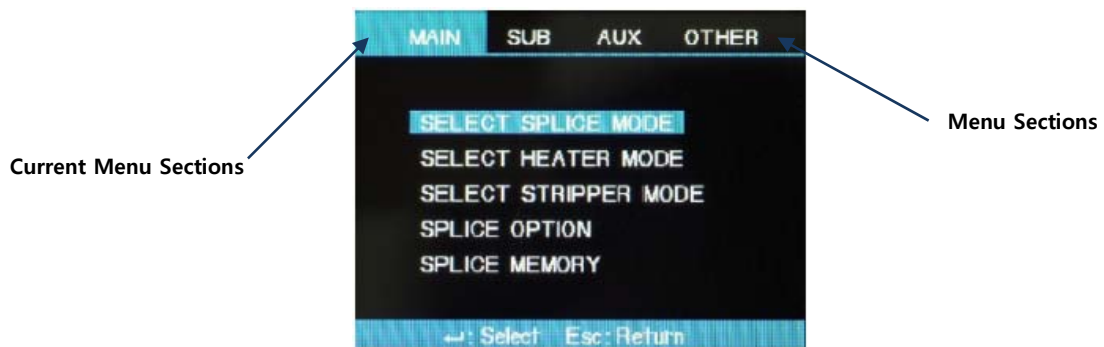 MAIN SUB AUX OTHER
SELECT SPLICE MODE
SELECT HEATER MODE
SELECT STRIPPER MODE
SPLICE OPTION
SPLICE MEMORY
↵: Select Esc: Return
Current Menu Sections
Menu Sections